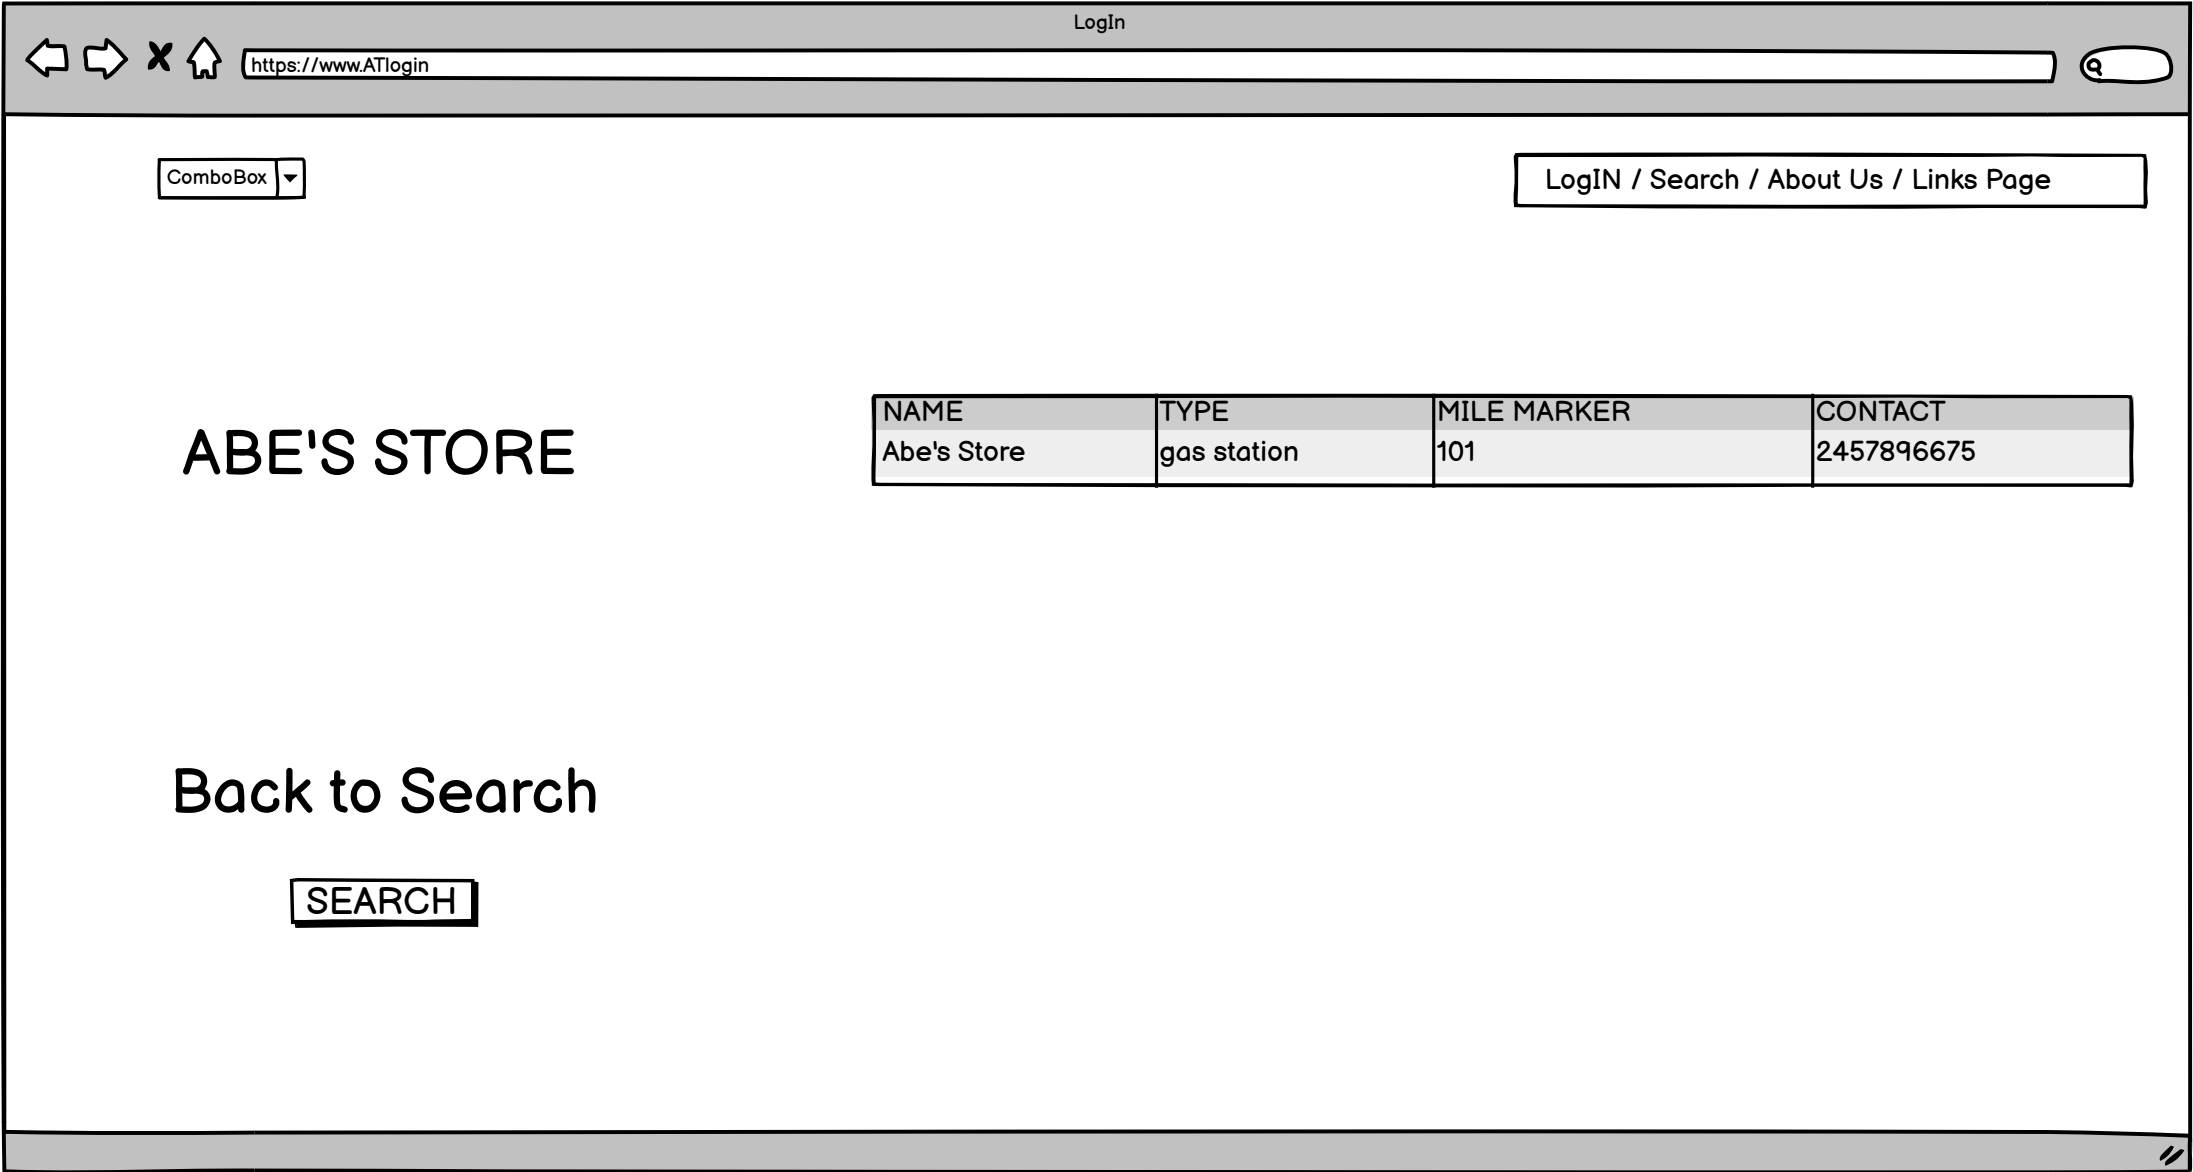 LogIn
https://www.ATlogin
ComboBox
LogIN / Search / About Us / Links Page
NAME TYPE MILE MARKER CONTACT
ABE'S STORE
Abe's Store gas station 101 2457896675
Back to Search
SEARCH